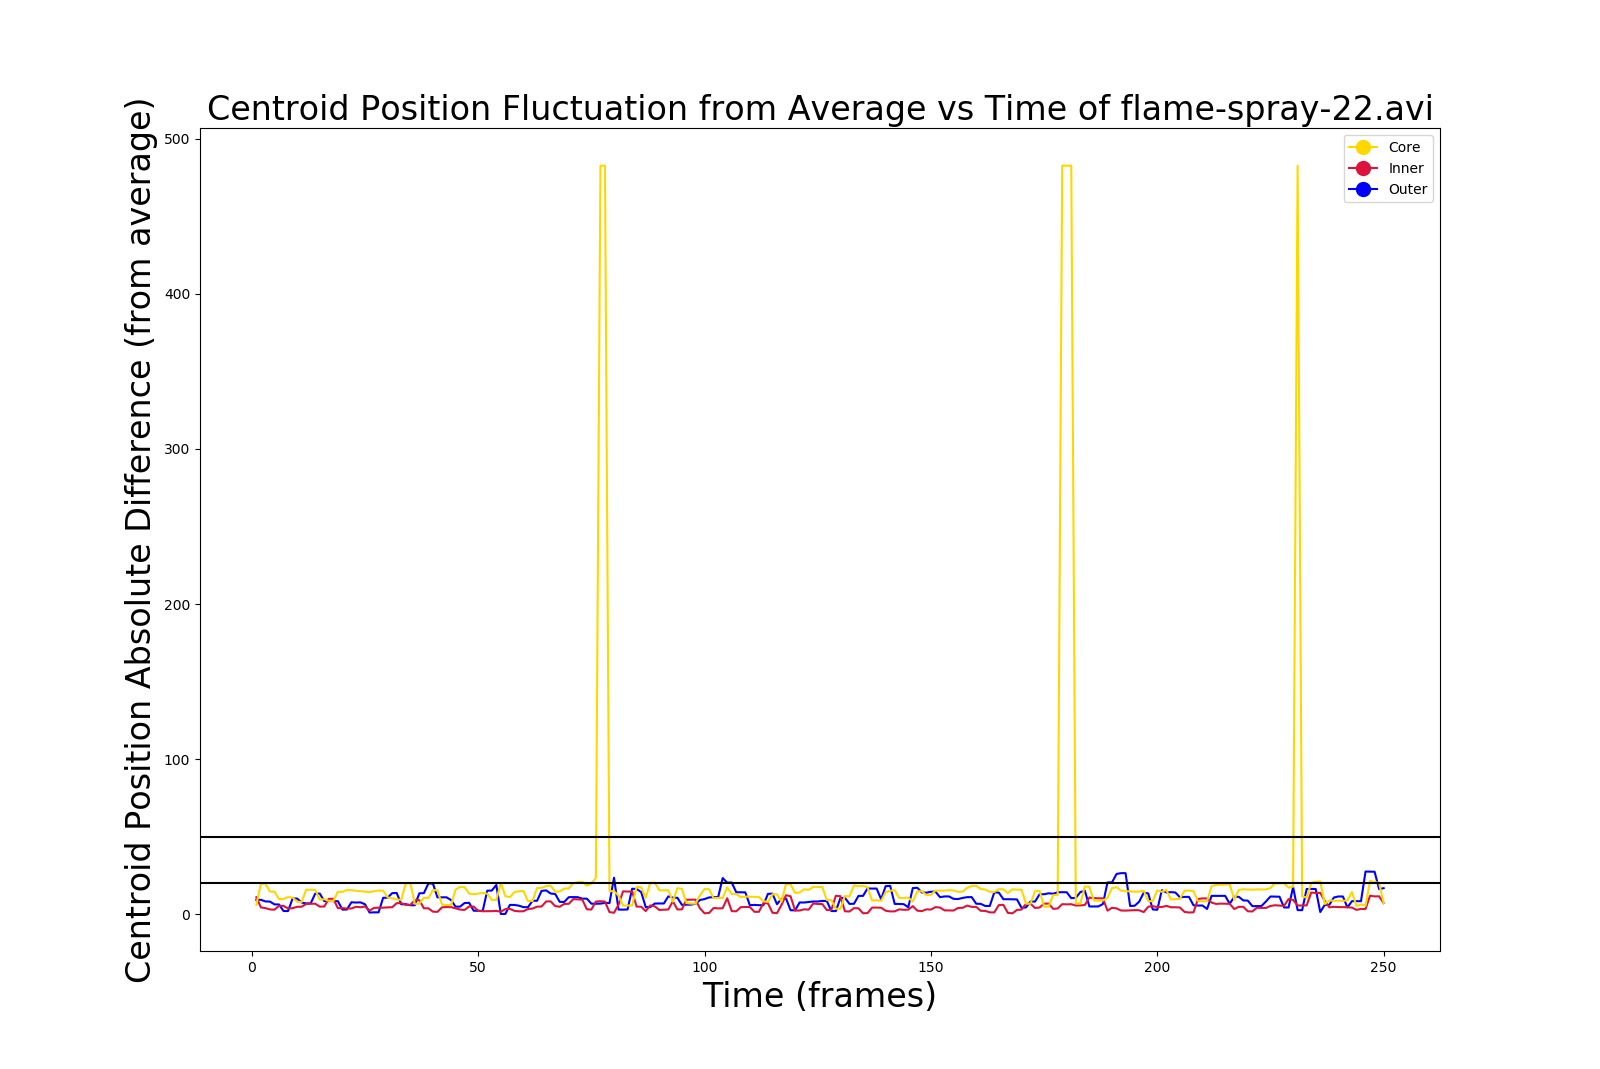 Centroid Position Fluctuation from Average vs Time of flame-spray-22.avi
Centroid Position Absolute Difference (from average)
500
400
300
200
100
0
Core
Inner
Outer
0 50 100 150 200 250
Time (frames)